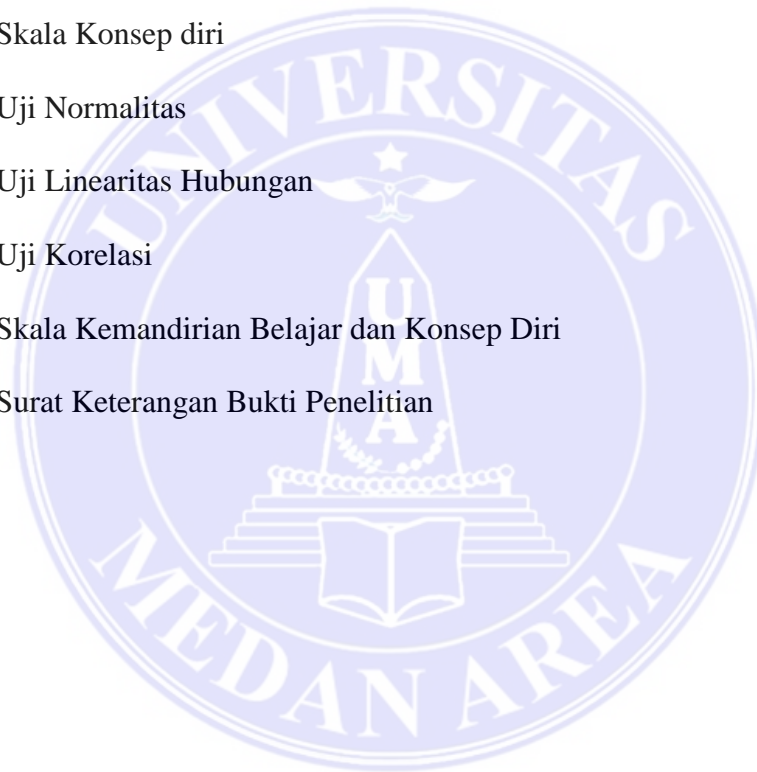 Skala Konsep diri
Uji Normalitas
Uji Linearitas Hubungan
Uji Korelasi
Skala Kemandirian Belajar dan Konsep Diri
Surat Keterangan Bukti Penelitian
UNIVERSITAS
UMA
MEDAN AREA